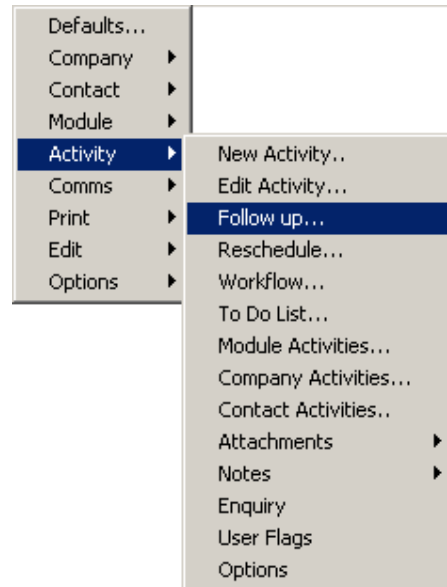 Defaults...
Company
Contact
Module
Activity
Comms
Print
Edit
Options
New Activity..
Edit Activity...
Follow up...
Reschedule...
Workflow...
To Do List...
Module Activities...
Company Activities...
Contact Activities..
Attachments
Notes
Enquiry
User Flags
Options